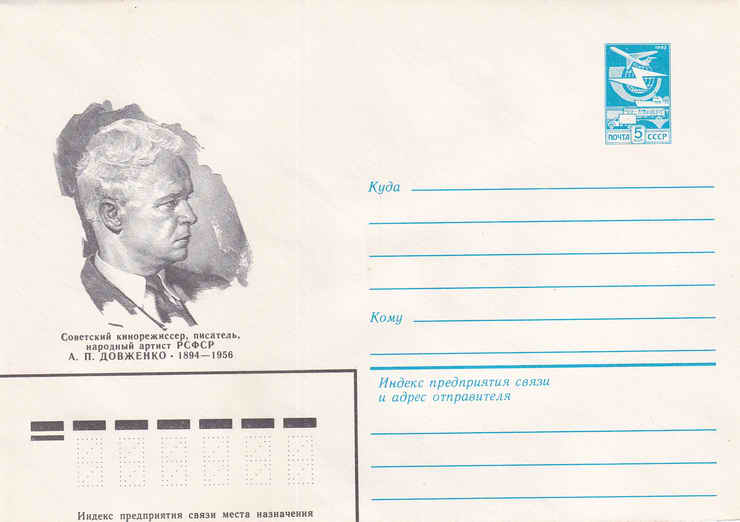 1982
ПОЧТА 5 СССР
Куда
Кому
Советский кинорежиссер, писатель,
народный артист РСФСР
А. П. ДОВЖЕНКО · 1894—1956
Индекс предприятия связи
и адрес отправителя
Индекс предприятия связи места назначения